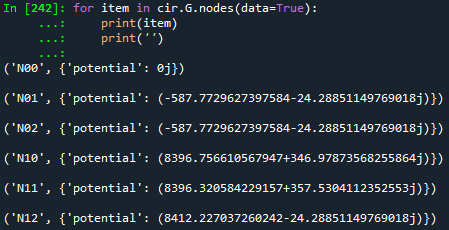 In [242]: for item in cir.G.nodes(data=True):
     ...:     print(item)
     ...:     print('')
     ...:
('N00', {'potential': 0j})
('N01', {'potential': (-587.7729627397584-24.28851149769018j)})
('N02', {'potential': (-587.7729627397584-24.28851149769018j)})
('N10', {'potential': (8396.756610567947+346.97873568255864j)})
('N11', {'potential': (8396.320584229157+357.5304112352553j)})
('N12', {'potential': (8412.227037260242-24.28851149769018j)})